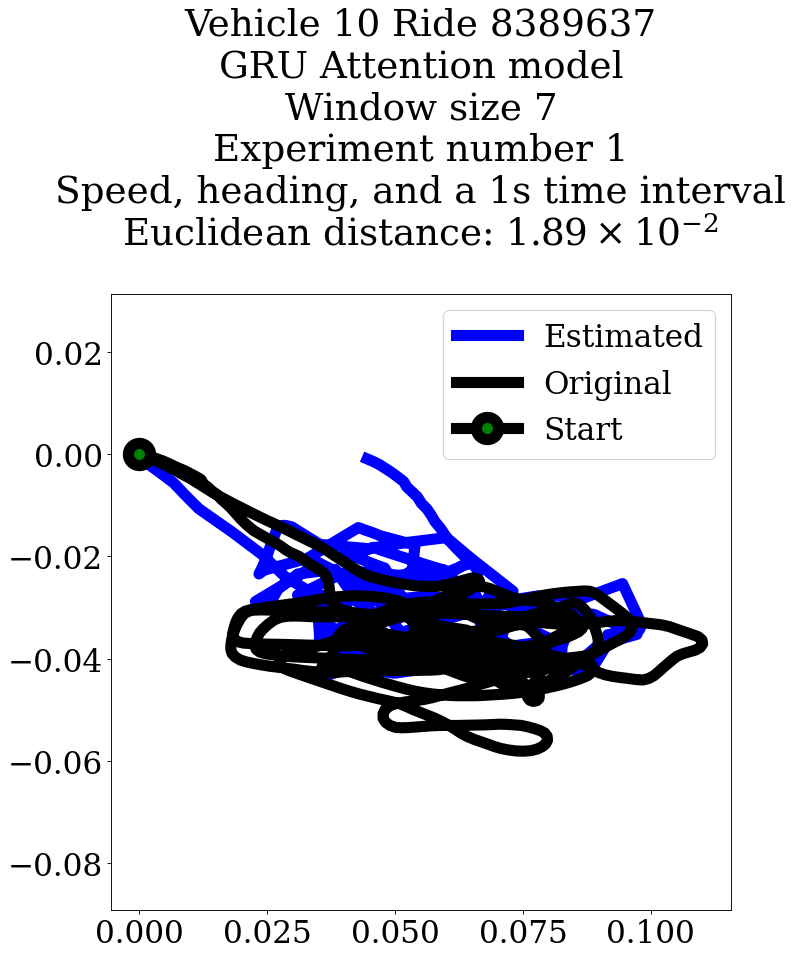 Vehicle 10 Ride 8389637
GRU Attention model
Window size 7
Experiment number 1
Speed, heading, and a 1s time interval
Euclidean distance: 1.89 × 10⁻²
Estimated
Original
Start
0.02
0.00
−0.02
−0.04
−0.06
−0.08
0.000 0.025 0.050 0.075 0.100